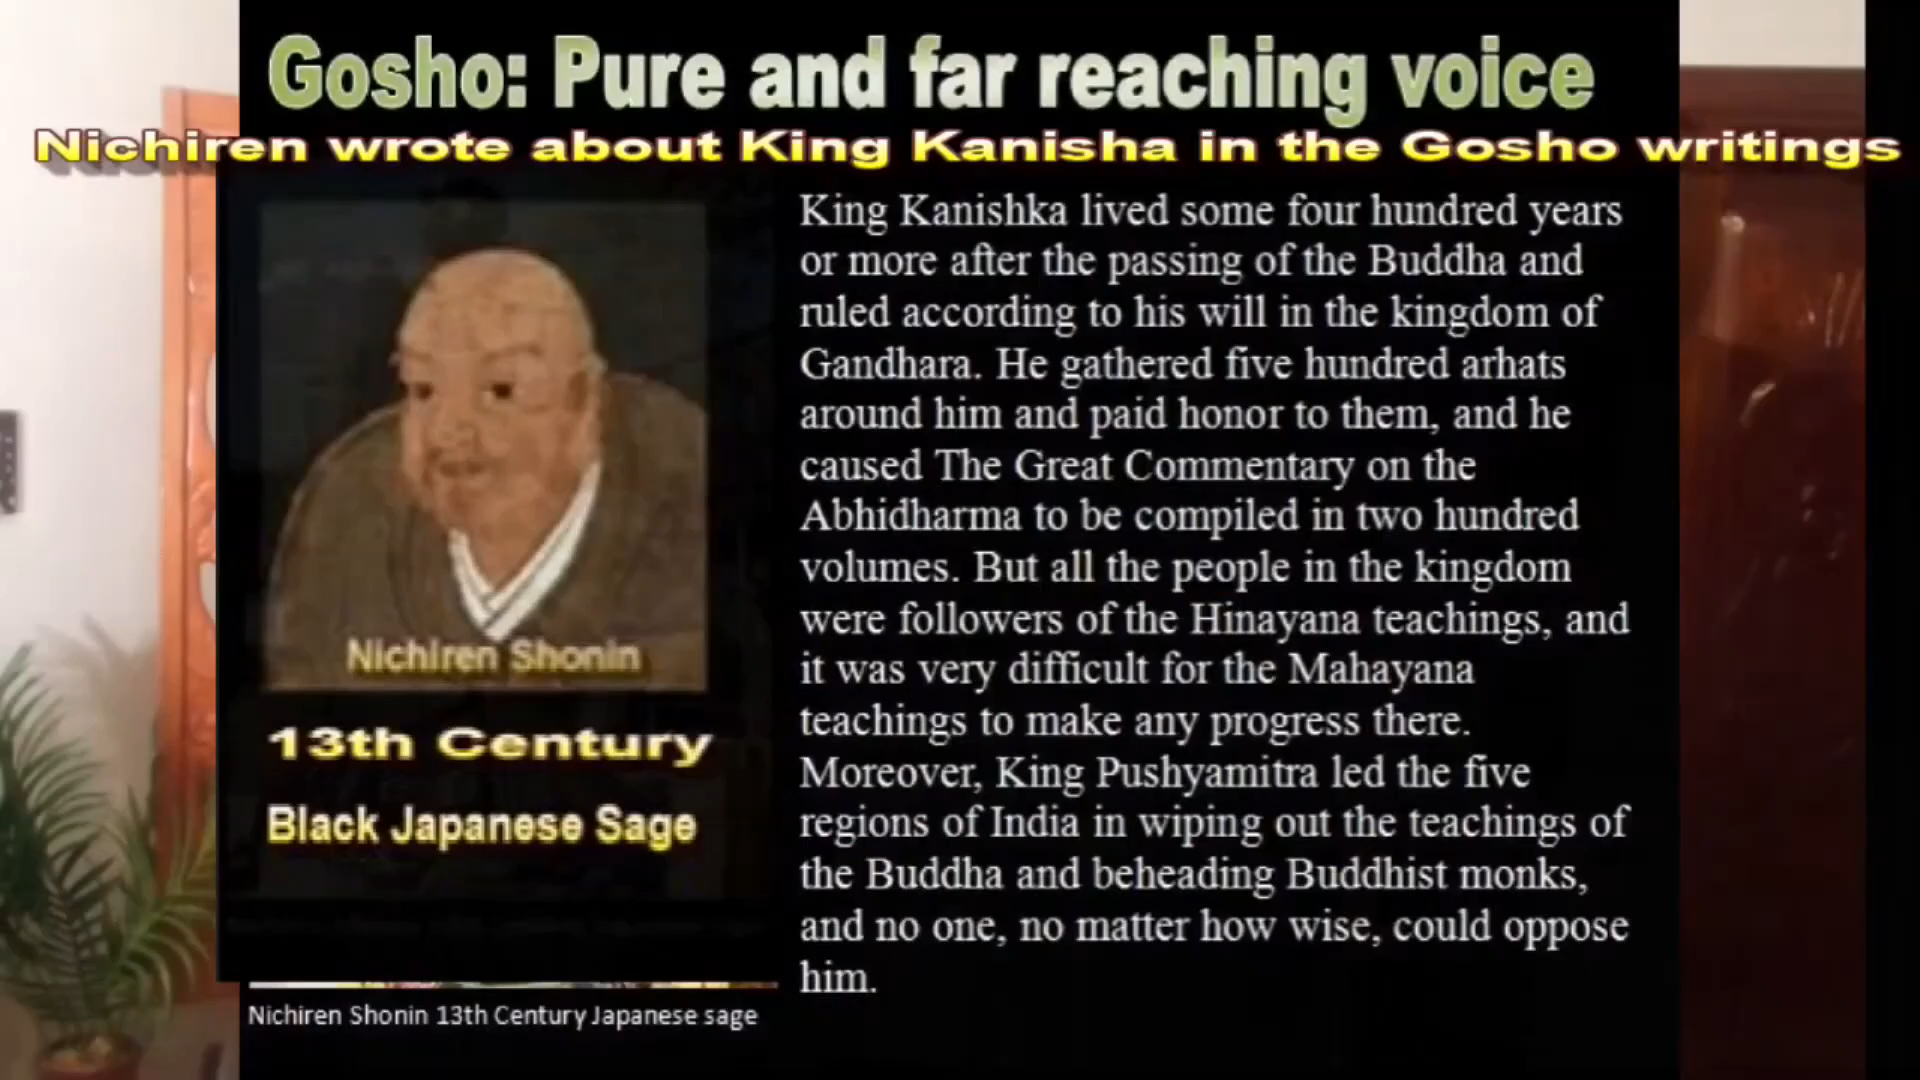 Gosho: Pure and far reaching voice
Nichiren wrote about King Kanisha in the Gosho writings
King Kanishka lived some four hundred years
or more after the passing of the Buddha and
ruled according to his will in the kingdom of
Gandhara. He gathered five hundred arhats
around him and paid honor to them, and he
caused The Great Commentary on the
Abhidharma to be compiled in two hundred
volumes. But all the people in the kingdom
were followers of the Hinayana teachings, and
it was very difficult for the Mahayana
teachings to make any progress there.
Moreover, King Pushyamitra led the five
regions of India in wiping out the teachings of
the Buddha and beheading Buddhist monks,
and no one, no matter how wise, could oppose
him.
Nichiren Shonin
13th Century
Black Japanese Sage
Nichiren Shonin 13th Century Japanese sage